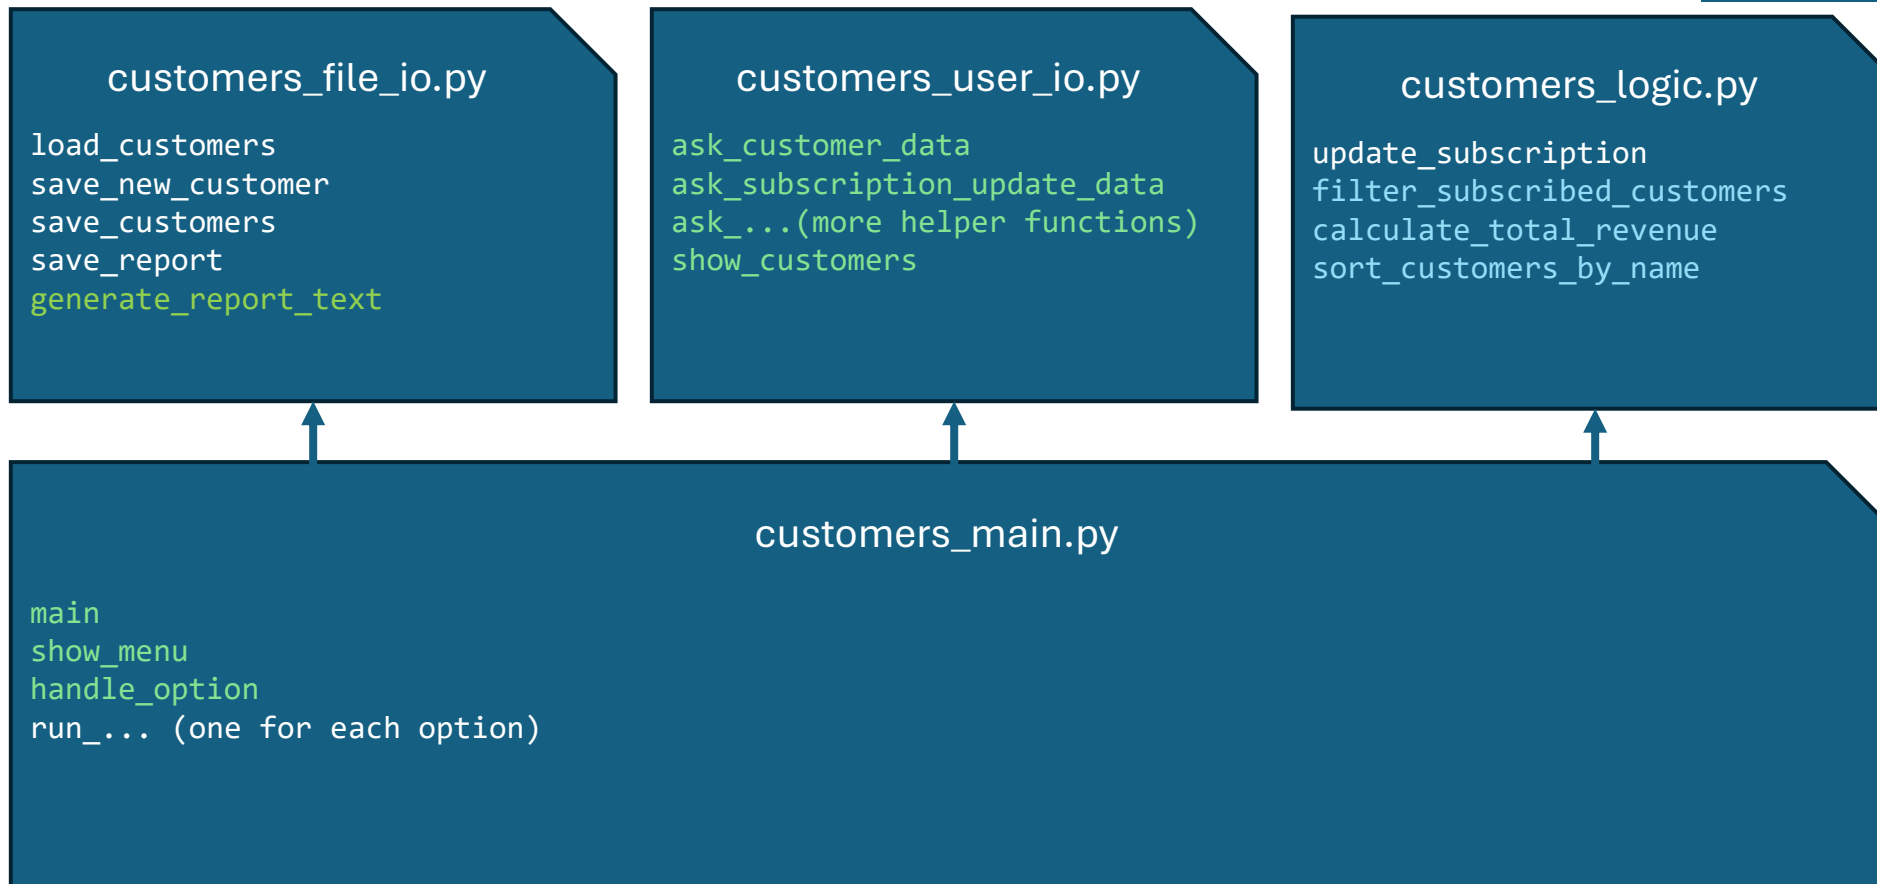 customers_file_io.py
load_customers
save_new_customer
save_customers
save_report
generate_report_text
customers_user_io.py
ask_customer_data
ask_subscription_update_data
ask_...(more helper functions)
show_customers
customers_logic.py
update_subscription
filter_subscribed_customers
calculate_total_revenue
sort_customers_by_name
customers_main.py
main
show_menu
handle_option
run_... (one for each option)